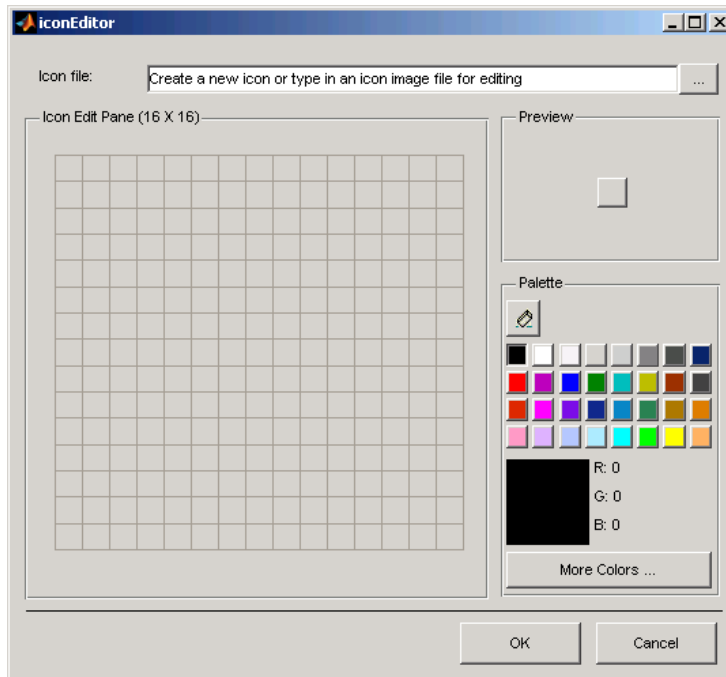 iconEditor
Icon file:
Create a new icon or type in an icon image file for editing
...
Icon Edit Pane (16 X 16)
Preview
Palette
R: 0
G: 0
B: 0
More Colors ...
OK
Cancel